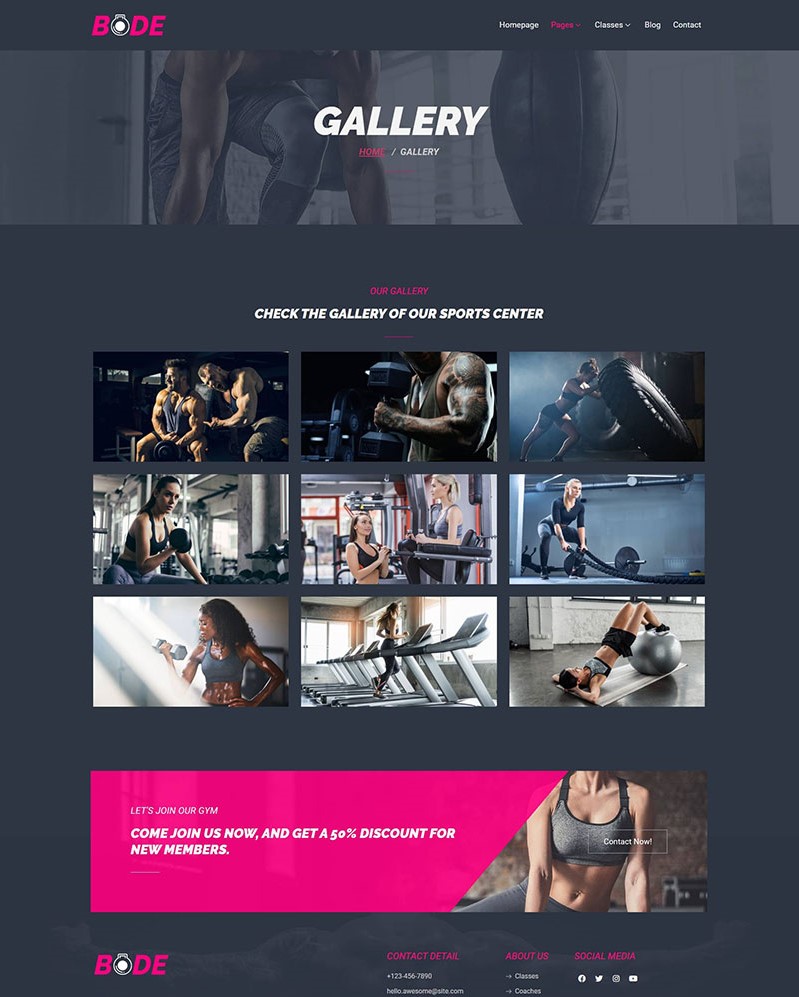 BODE
Homepage Pages Classes Blog Contact
GALLERY
HOME / GALLERY
OUR GALLERY
CHECK THE GALLERY OF OUR SPORTS CENTER
LET'S JOIN OUR GYM
COME JOIN US NOW, AND GET A 50% DISCOUNT FOR
NEW MEMBERS.
Contact Now!
BODE
CONTACT DETAIL
+123-456-7890
hello.awesome@site.com
ABOUT US
Classes
Coaches
SOCIAL MEDIA